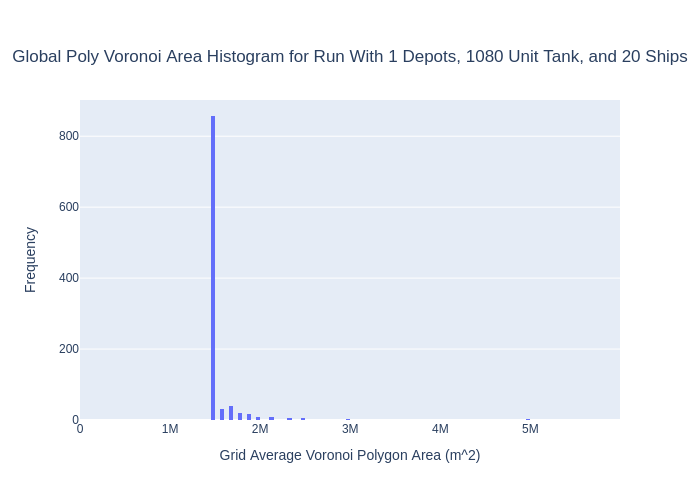 Global Poly Voronoi Area Histogram for Run With 1 Depots, 1080 Unit Tank, and 20 Ships
800
600
400
200
0
0 1M 2M 3M 4M 5M
Frequency
Grid Average Voronoi Polygon Area (m^2)